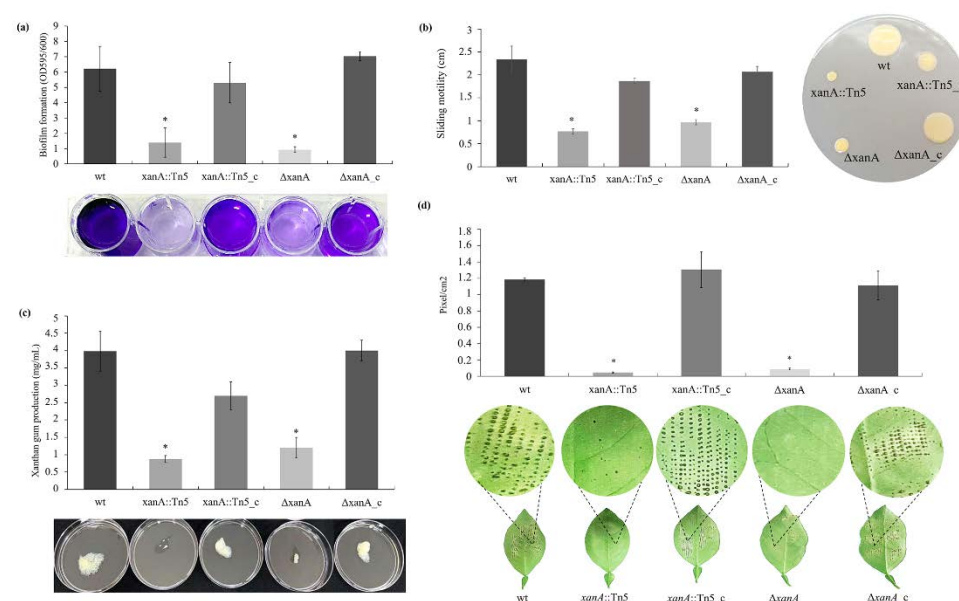 (a)
Biofilm formation (OD595/600)
9
8
7
6
5
4
3
2
1
0
wt
xanA::Tn5
xanA::Tn5_c
ΔxanA
ΔxanA_c
*
*
(b)
Sliding motility (cm)
3
2.5
2
1.5
1
0.5
0
wt
xanA::Tn5
xanA::Tn5_c
ΔxanA
ΔxanA_c
*
*
wt
xanA::Tn5
xanA::Tn5_
ΔxanA
ΔxanA_c
(c)
Xanthan gum production (mg/mL)
5
4.5
4
3.5
3
2.5
2
1.5
1
0.5
0
wt
xanA::Tn5
xanA::Tn5_c
ΔxanA
ΔxanA_c
*
*
(d)
Pixel/cm2
1.8
1.6
1.4
1.2
1
0.8
0.6
0.4
0.2
0
wt
xanA::Tn5
xanA::Tn5_c
ΔxanA
ΔxanA_c
*
*
wt
xanA::Tn5
xanA::Tn5_c
ΔxanA
ΔxanA_c